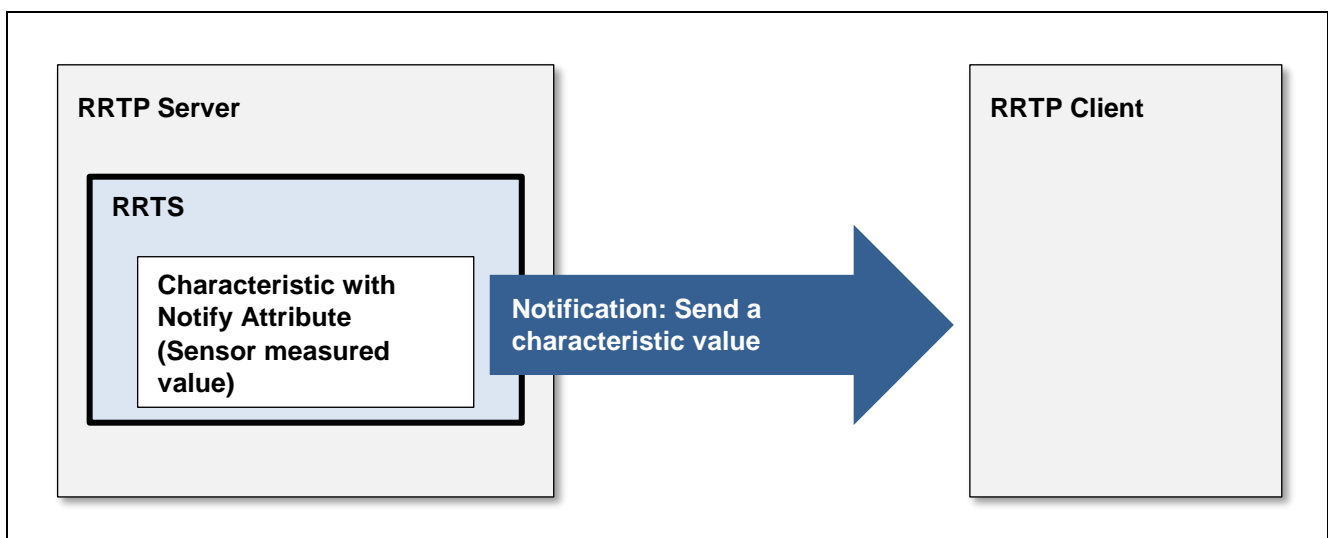 RRTP Server
RRTS
Characteristic with
Notify Attribute
(Sensor measured
value)
Notification: Send a
characteristic value
RRTP Client